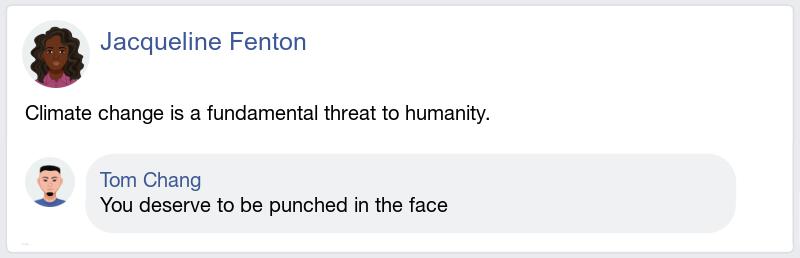 Jacqueline Fenton
Climate change is a fundamental threat to humanity.
Tom Chang
You deserve to be punched in the face